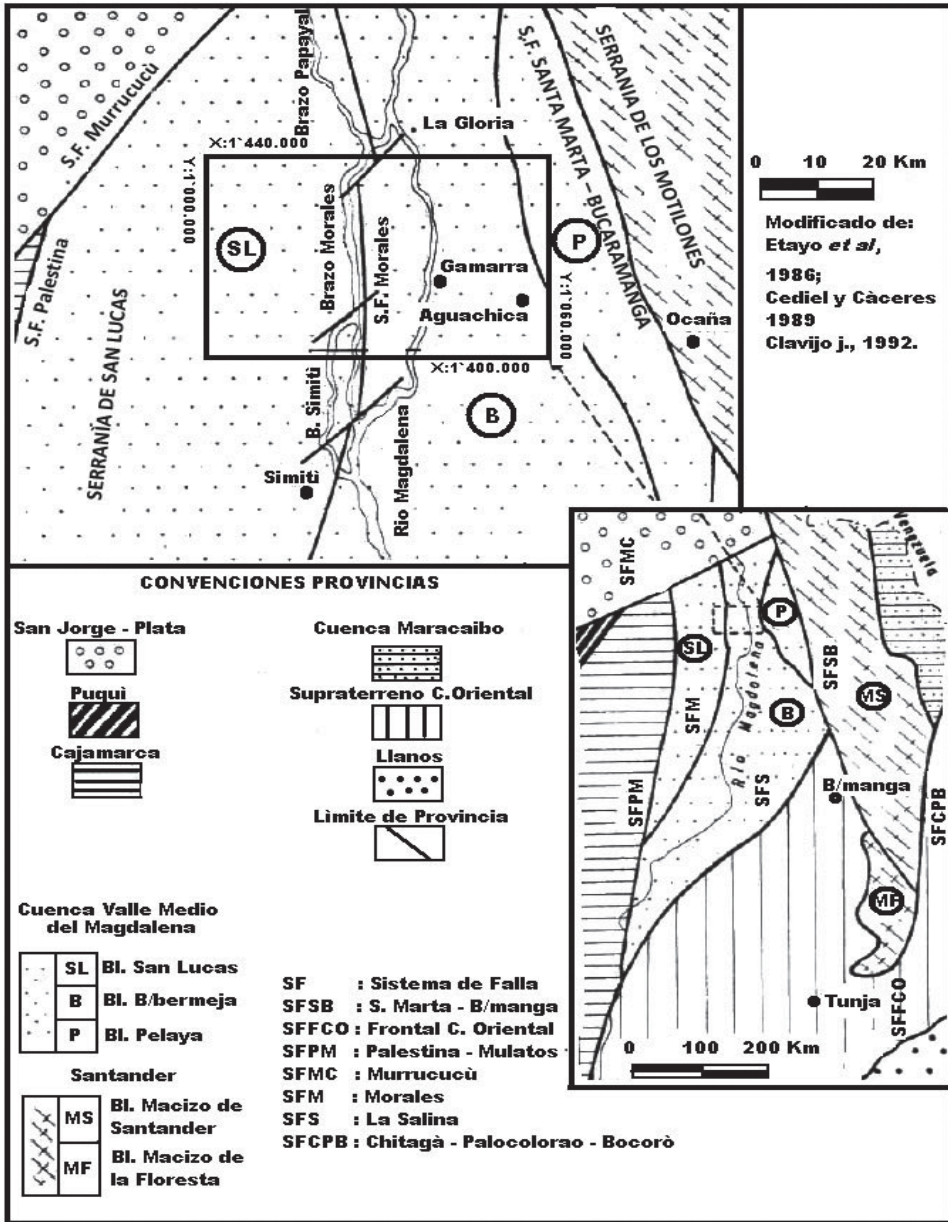 Brazo Papayal
S.F. SANTA MARTA - BUCARAMANGA
SERRANIA DE LOS MOTILONES
S.F. Murrucucù
La Gloria
X:1`440.000
Y:1`000.000
SL
Brazo Morales
S.F. Morales
P
Gamarra
Aguachica
Y:1`060.000
Ocaña
S.F. Palestina
SERRANÍA DE SAN LUCAS
X:1`400.000
B. Simitì
B
Simitì
Rio Magdalena
0 10 20 Km
Modificado de:
Etayo et al,
1986;
Cediel y Càceres
1989
Clavijo j., 1992.
CONVENCIONES PROVINCIAS
San Jorge - Plata
Puquì
Cajamarca
Cuenca Maracaibo
Supraterreno C.Oriental
Llanos
Lìmite de Provincia
Cuenca Valle Medio
del Magdalena
SL Bl. San Lucas
B Bl. B/bermeja
P Bl. Pelaya
Santander
MS Bl. Macizo de
Santander
MF Bl. Macizo de
la Floresta
SF : Sistema de Falla
SFSB : S. Marta - B/manga
SFFCO : Frontal C. Oriental
SFPM : Palestina - Mulatos
SFMC : Murrucucù
SFM : Morales
SFS : La Salina
SFCPB : Chitagà - Palocolorao - Bocorò
Venezuela
SFMC
P
SL
SFSB
Rio Magdalena
MS
SFM
B
SFS
B/manga
SFPM
SFCPB
MF
Tunja
SFFCO
0 100 200 Km